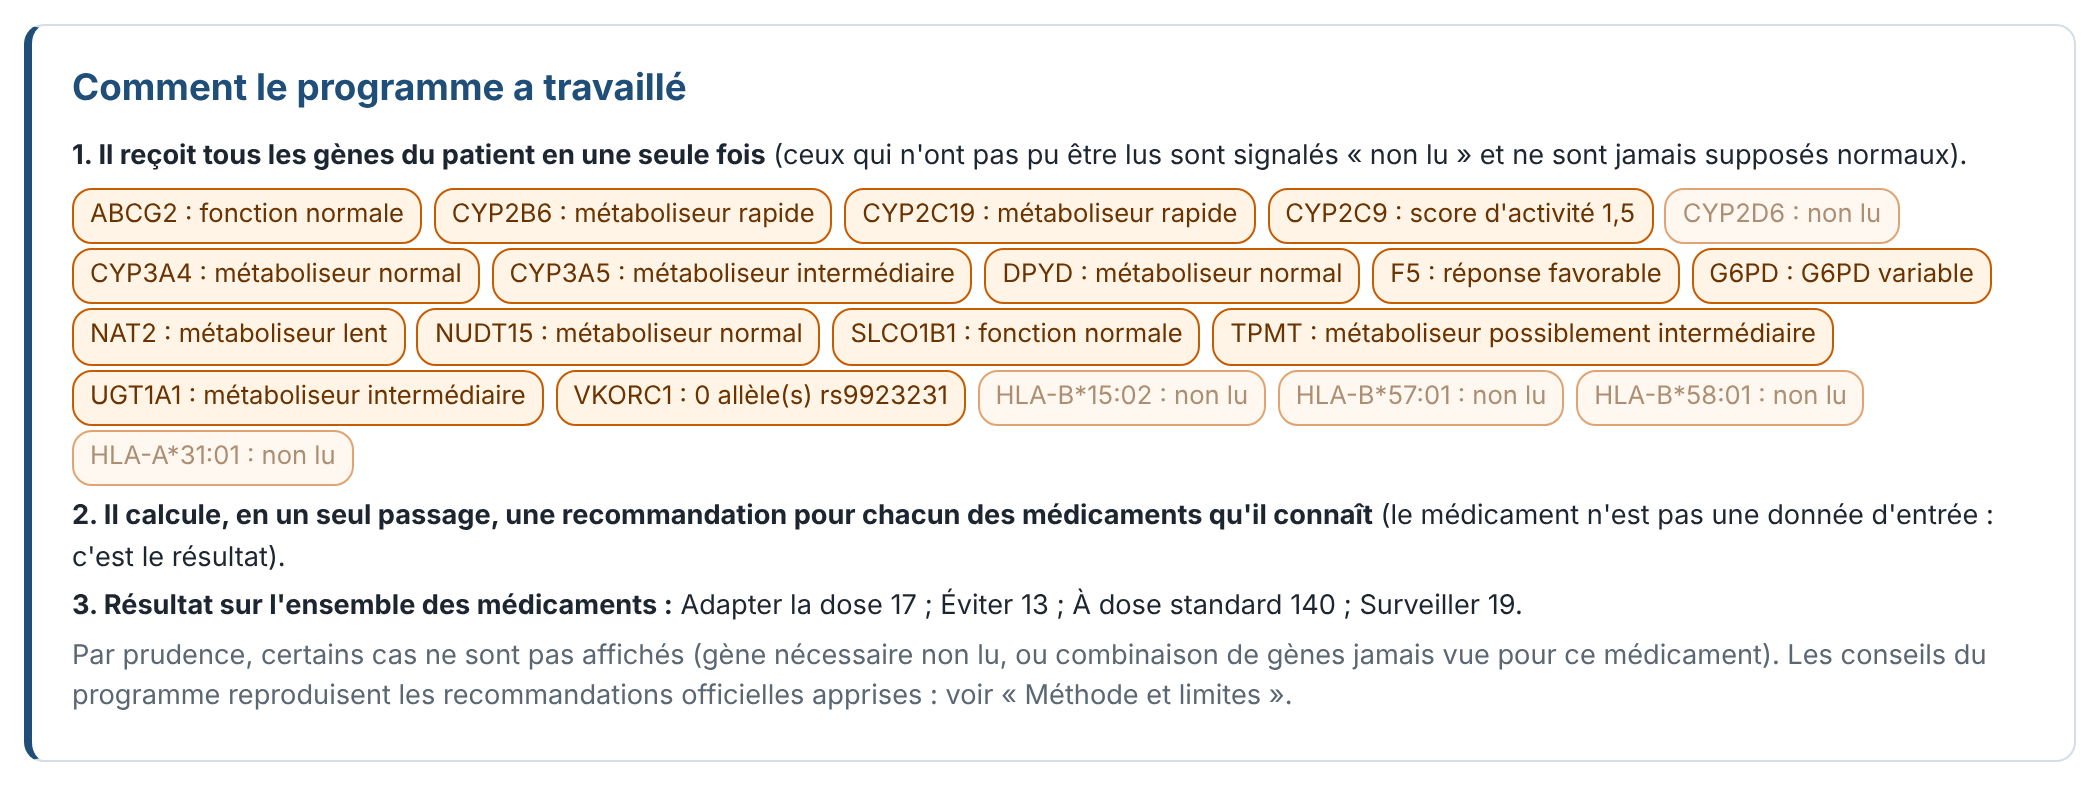 Comment le programme a travaillé
1. Il reçoit tous les gènes du patient en une seule fois (ceux qui n'ont pas pu être lus sont signalés « non lu » et ne sont jamais supposés normaux).
ABCG2 : fonction normale CYP2B6 : métaboliseur rapide CYP2C19 : métaboliseur rapide CYP2C9 : score d'activité 1,5 CYP2D6 : non lu
CYP3A4 : métaboliseur normal CYP3A5 : métaboliseur intermédiaire DPYD : métaboliseur normal F5 : réponse favorable G6PD : G6PD variable
NAT2 : métaboliseur lent NUDT15 : métaboliseur normal SLCO1B1 : fonction normale TPMT : métaboliseur possiblement intermédiaire
UGT1A1 : métaboliseur intermédiaire VKORC1 : 0 allèle(s) rs9923231 HLA-B*15:02 : non lu HLA-B*57:01 : non lu HLA-B*58:01 : non lu
HLA-A*31:01 : non lu
2. Il calcule, en un seul passage, une recommandation pour chacun des médicaments qu'il connaît (le médicament n'est pas une donnée d'entrée :
c'est le résultat).
3. Résultat sur l'ensemble des médicaments : Adapter la dose 17 ; Éviter 13 ; À dose standard 140 ; Surveiller 19.
Par prudence, certains cas ne sont pas affichés (gène nécessaire non lu, ou combinaison de gènes jamais vue pour ce médicament). Les conseils du
programme reproduisent les recommandations officielles apprises : voir « Méthode et limites ».